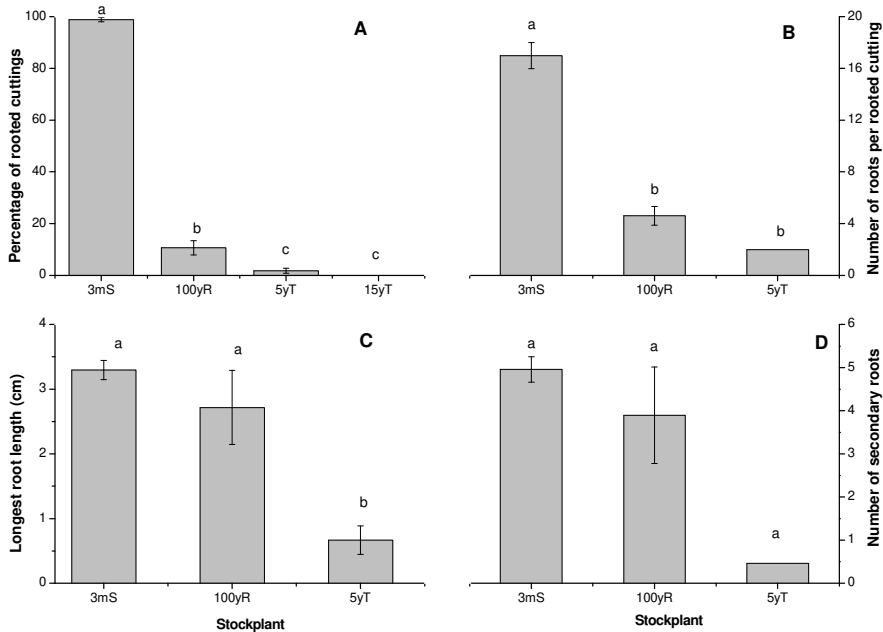 A
Percentage of rooted cuttings
100
80
60
40
20
0
a
b
c
c
3mS
100yR
5yT
15yT
B
Number of roots per rooted cutting
20
16
12
8
4
0
a
b
b
3mS
100yR
5yT
C
Longest root length (cm)
4
3
2
1
0
a
a
b
3mS
100yR
5yT
Stockplant
D
Number of secondary roots
6
5
4
3
2
1
0
a
a
a
3mS
100yR
5yT
Stockplant